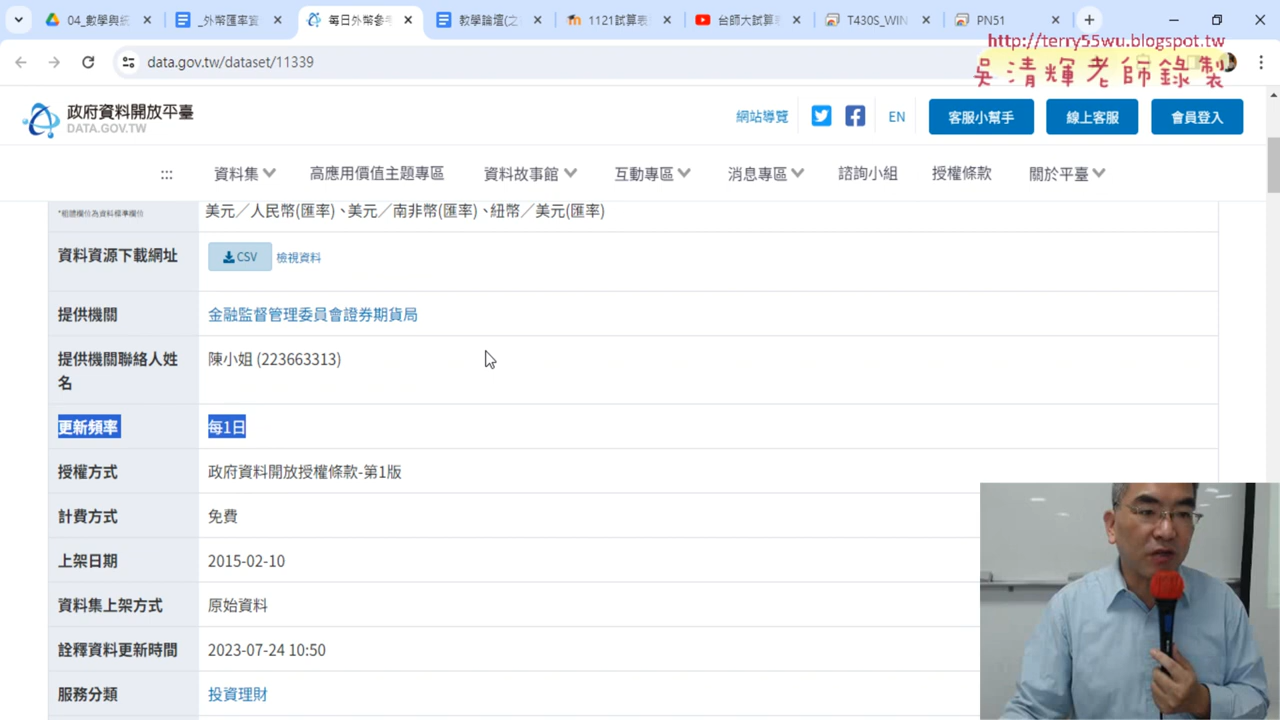 04_數學與統
_外幣匯率資
每日外幣參考
教學論壇(之
1121試算表
台師大試算表
T430S_WIN
PN51
http://terry55wu.blogspot.tw
data.gov.tw/dataset/11339
吳清輝老師錄製
政府資料開放平臺
DATA.GOV.TW
網站導覽
EN
客服小幫手
線上客服
會員登入
資料集
高應用價值主題專區
資料故事館
互動專區
消息專區
諮詢小組
授權條款
關於平臺
*粗體欄位為資料標準欄位
美元／人民幣(匯率)、美元／南非幣(匯率)、紐幣／美元(匯率)
資料資源下載網址
CSV
檢視資料
提供機關
金融監督管理委員會證券期貨局
提供機關聯絡人姓名
陳小姐 (223663313)
更新頻率
每1日
授權方式
政府資料開放授權條款-第1版
計費方式
免費
上架日期
2015-02-10
資料集上架方式
原始資料
詮釋資料更新時間
2023-07-24 10:50
服務分類
投資理財